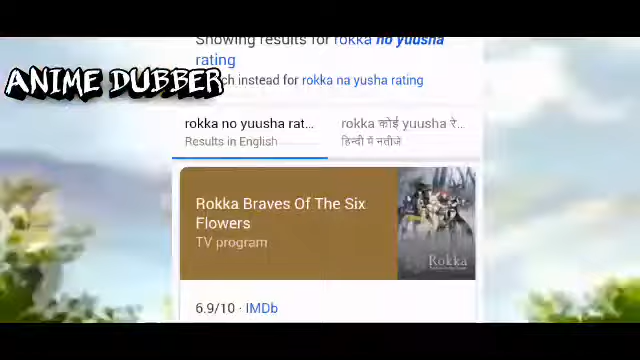 Showing results for rokka no yuusha
rating
ch instead for rokka na yusha rating
ANIME DUBBER
rokka no yuusha rat...
Results in English
rokka कोई yuusha रे...
हिन्दी में नतीजे
Rokka Braves Of The Six
Flowers
TV program
Rokka
6.9/10 · IMDb